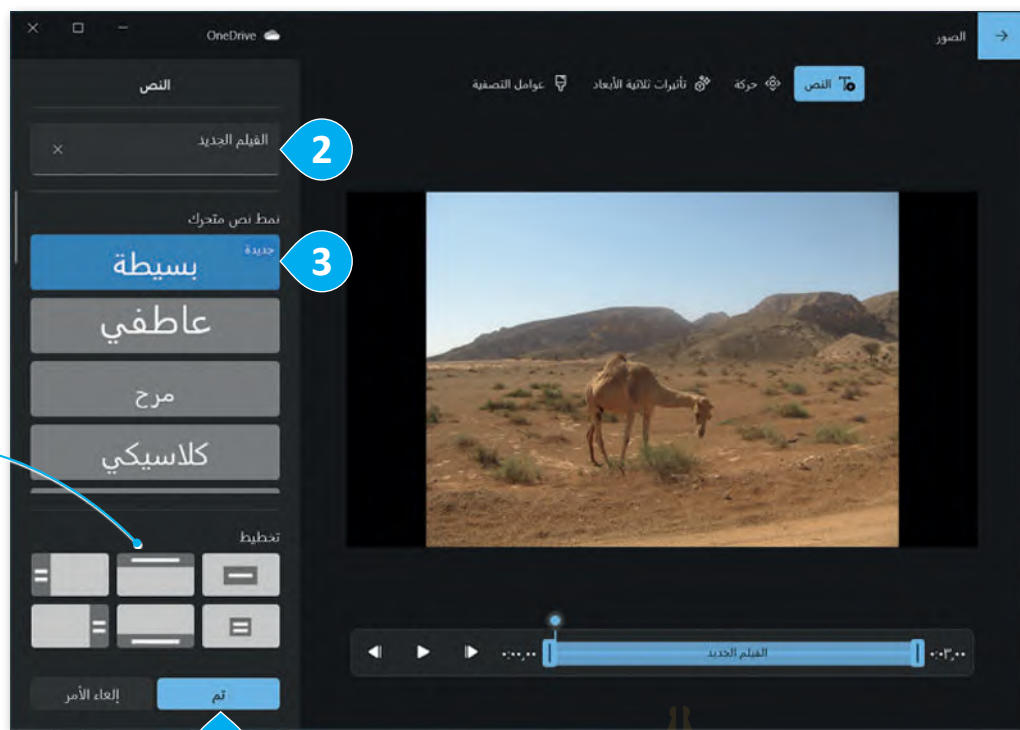 الصور
OneDrive
النص
حركة
تأثيرات ثلاثية الأبعاد
عوامل التصفية
النص
الفيلم الجديد
2
نمط نص متحرك
جديدة
بسيطة
3
عاطفي
مرح
كلاسيكي
تخطيط
٠:٠٠,٠٠
الفيلم الجديد
٠:٠٣,٠٠
تم
إلغاء الأمر